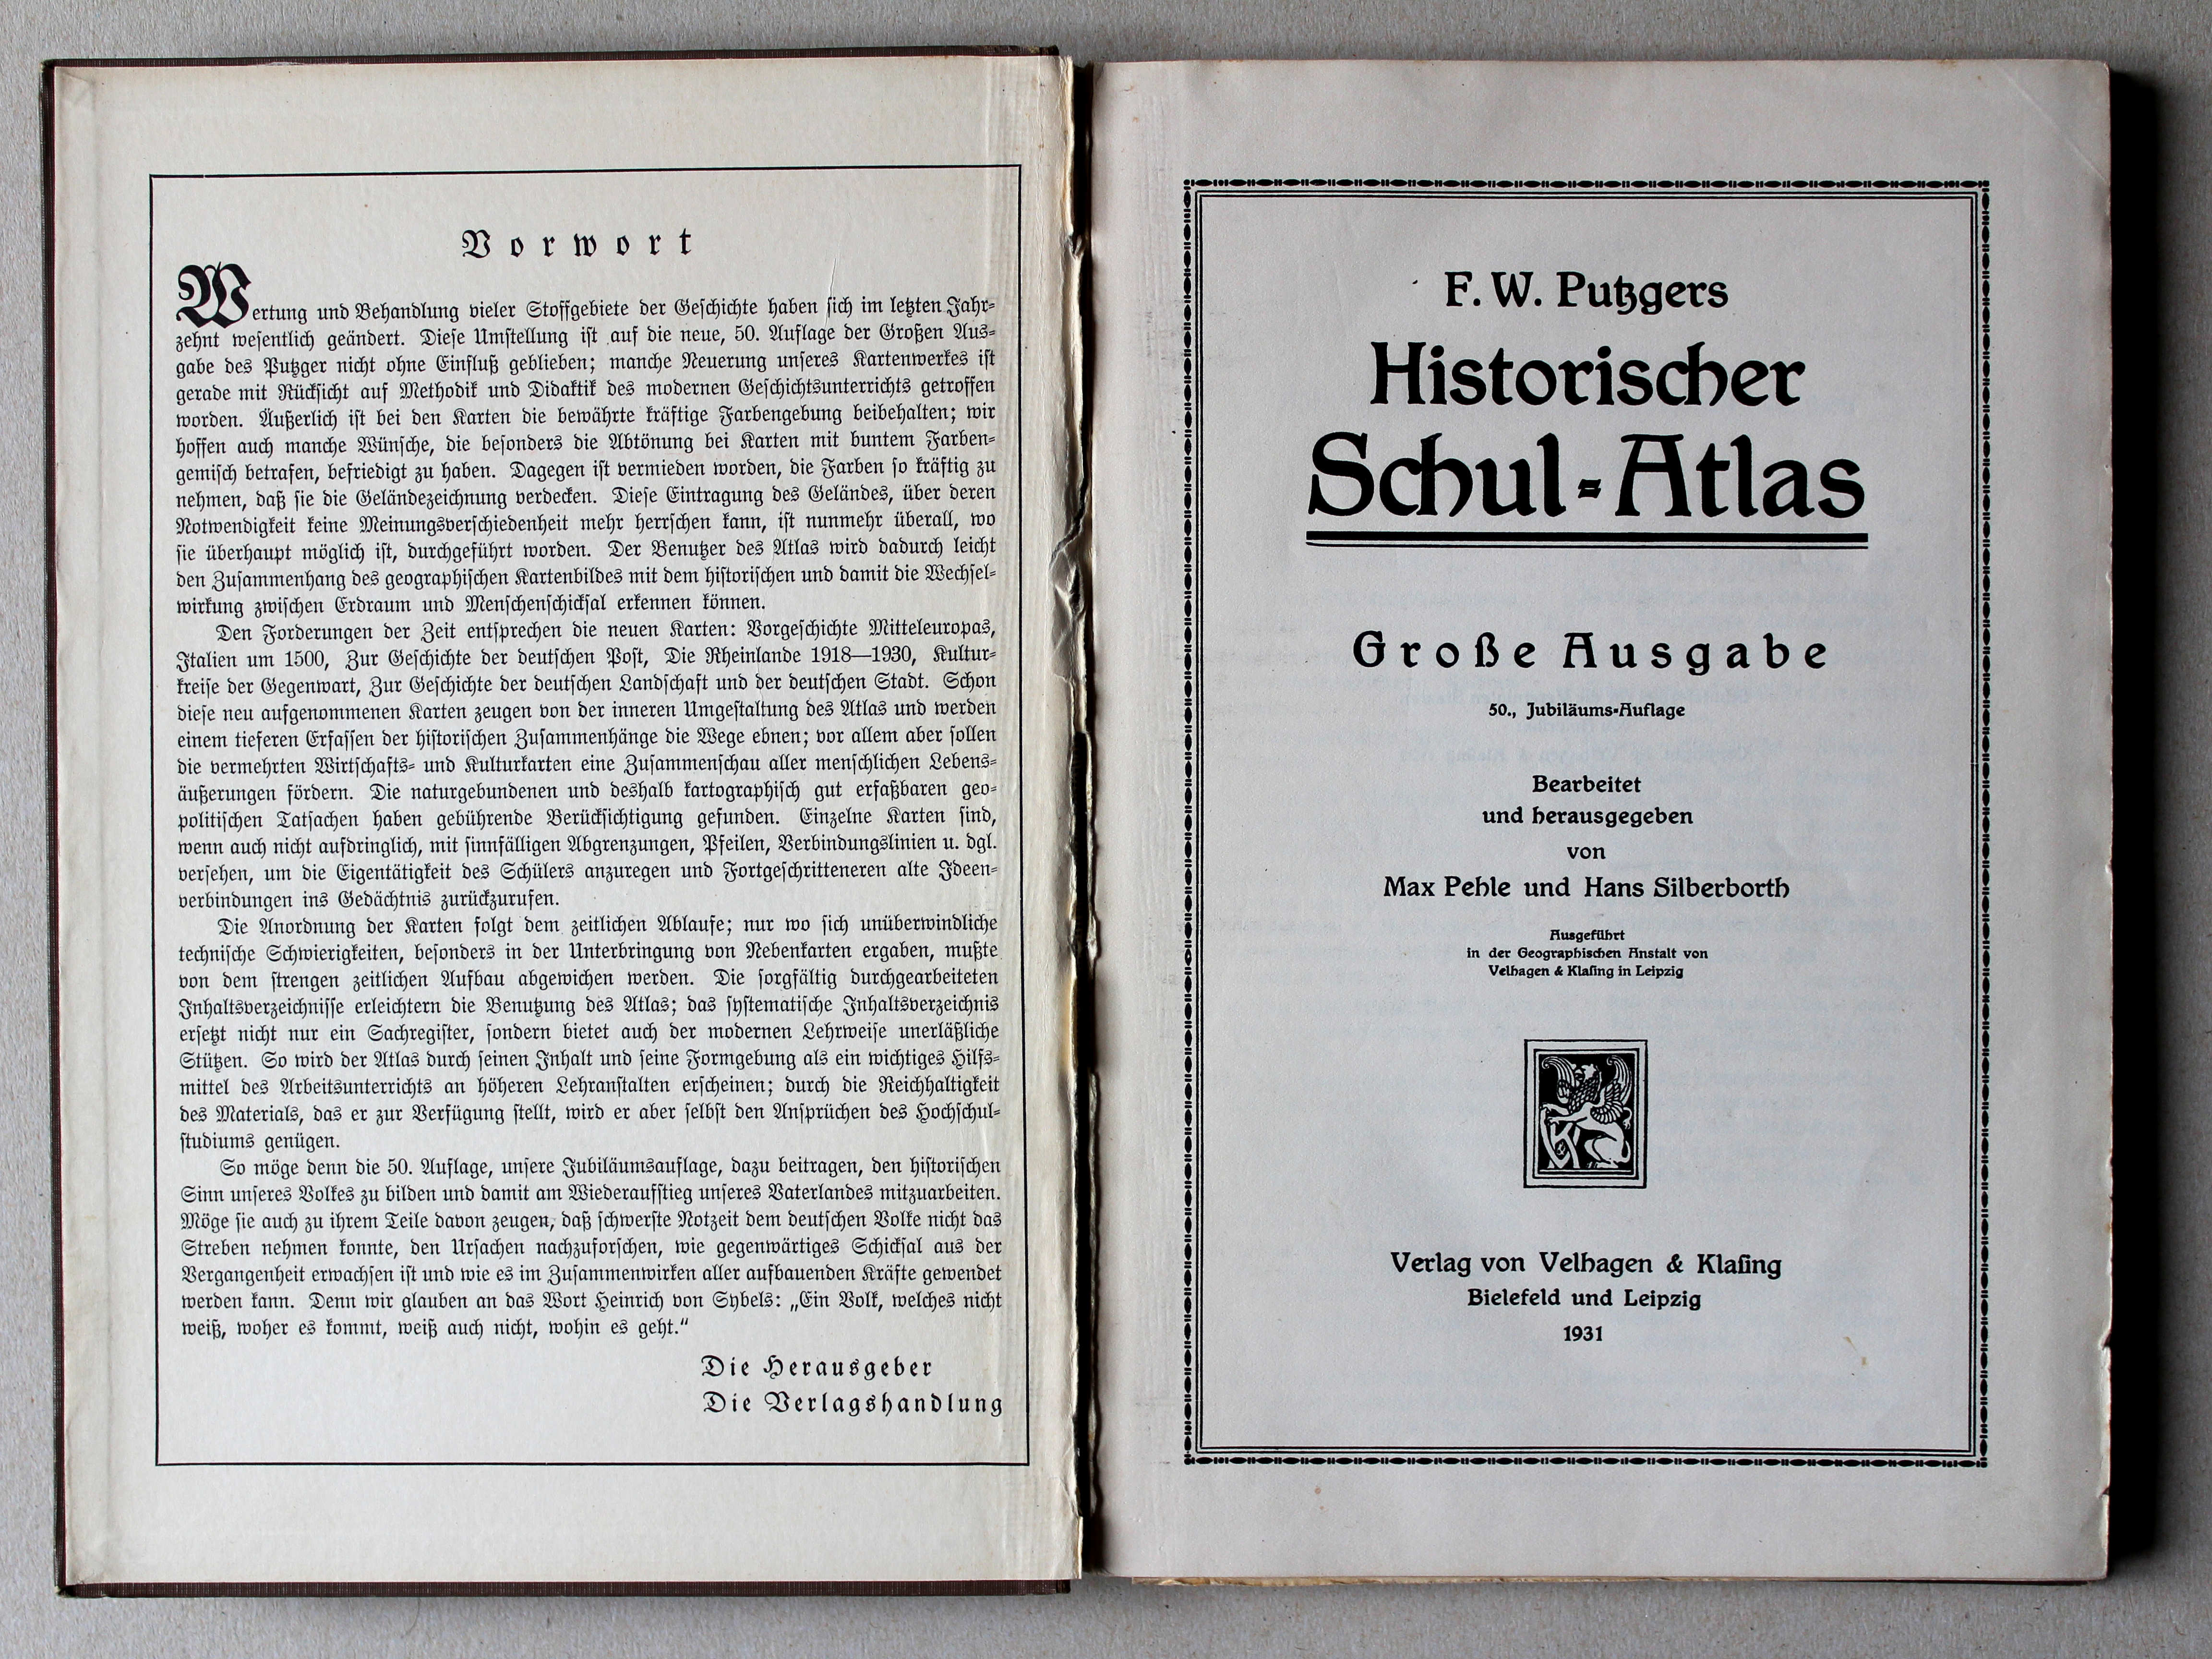 Vorwort
Wertung und Behandlung vieler Stoffgebiete der Geschichte haben sich im letzten Jahr-
zehnt wesentlich geändert. Diese Umstellung ist auf die neue, 50. Auflage der Großen Aus-
gabe des Putzger nicht ohne Einfluß geblieben; manche Neuerung unseres Kartenwerkes ist
gerade mit Rücksicht auf Methodik und Didaktik des modernen Geschichtsunterrichts getroffen
worden. Äußerlich ist bei den Karten die bewährte kräftige Farbengebung beibehalten; wir
hoffen auch manche Wünsche, die besonders die Abtönung bei Karten mit buntem Farben-
gemisch betrafen, befriedigt zu haben. Dagegen ist vermieden worden, die Farben so kräftig zu
nehmen, daß sie die Geländezeichnung verdecken. Diese Eintragung des Geländes, über deren
Notwendigkeit keine Meinungsverschiedenheit mehr herrschen kann, ist nunmehr überall, wo
sie überhaupt möglich ist, durchgeführt worden. Der Benutzer des Atlas wird dadurch leicht
den Zusammenhang des geographischen Kartenbildes mit dem historischen und damit die Wechsel-
wirkung zwischen Erdraum und Menschenschicksal erkennen können.
Den Forderungen der Zeit entsprechen die neuen Karten: Vorgeschichte Mitteleuropas,
Italien um 1500, Zur Geschichte der deutschen Post, Die Rheinlande 1918—1930, Kultur-
kreise der Gegenwart, Zur Geschichte der deutschen Landschaft und der deutschen Stadt. Schon
diese neu aufgenommenen Karten zeugen von der inneren Umgestaltung des Atlas und werden
einem tieferen Erfassen der historischen Zusammenhänge die Wege ebnen; vor allem aber sollen
die vermehrten Wirtschafts- und Kulturkarten eine Zusammenschau aller menschlichen Lebens-
äußerungen fördern. Die naturgebundenen und deshalb kartographisch gut erfaßbaren geo-
politischen Tatsachen haben gebührende Berücksichtigung gefunden. Einzelne Karten sind,
wenn auch nicht aufdringlich, mit sinnfälligen Abgrenzungen, Pfeilen, Verbindungslinien u. dgl.
versehen, um die Eigentätigkeit des Schülers anzuregen und Fortgeschritteneren alte Ideen-
verbindungen ins Gedächtnis zurückzurufen.
Die Anordnung der Karten folgt dem zeitlichen Ablaufe; nur wo sich unüberwindliche
technische Schwierigkeiten, besonders in der Unterbringung von Nebenkarten ergaben, mußte
von dem strengen zeitlichen Aufbau abgewichen werden. Die sorgfältig durchgearbeiteten
Inhaltsverzeichnisse erleichtern die Benutzung des Atlas; das systematische Inhaltsverzeichnis
ersetzt nicht nur ein Sachregister, sondern bietet auch der modernen Lehrweise unerläßliche
Stützen. So wird der Atlas durch seinen Inhalt und seine Formgebung als ein wichtiges Hilfs-
mittel des Arbeitsunterrichts an höheren Lehranstalten erscheinen; durch die Reichhaltigkeit
des Materials, das er zur Verfügung stellt, wird er aber selbst den Ansprüchen des Hochschul-
studiums genügen.
So möge denn die 50. Auflage, unsere Jubiläumsauflage, dazu beitragen, den historischen
Sinn unseres Volkes zu bilden und damit am Wiederaufstieg unseres Vaterlandes mitzuarbeiten.
Möge sie auch zu ihrem Teile davon zeugen, daß schwerste Notzeit dem deutschen Volke nicht das
Streben nehmen konnte, den Ursachen nachzuforschen, wie gegenwärtiges Schicksal aus der
Vergangenheit erwachsen ist und wie es im Zusammenwirken aller aufbauenden Kräfte gewendet
werden kann. Denn wir glauben an das Wort Heinrich von Sybels: „Ein Volk, welches nicht
weiß, woher es kommt, weiß auch nicht, wohin es geht.“
Die Herausgeber
Die Verlagshandlung
F. W. Putzgers
Historischer
Schul-Atlas
Große Ausgabe
50., Jubiläums-Auflage
Bearbeitet
und herausgegeben
von
Max Pehle und Hans Silberborth
Ausgeführt
in der Geographischen Anstalt von
Velhagen & Klasing in Leipzig
VK
Verlag von Velhagen & Klasing
Bielefeld und Leipzig
1931